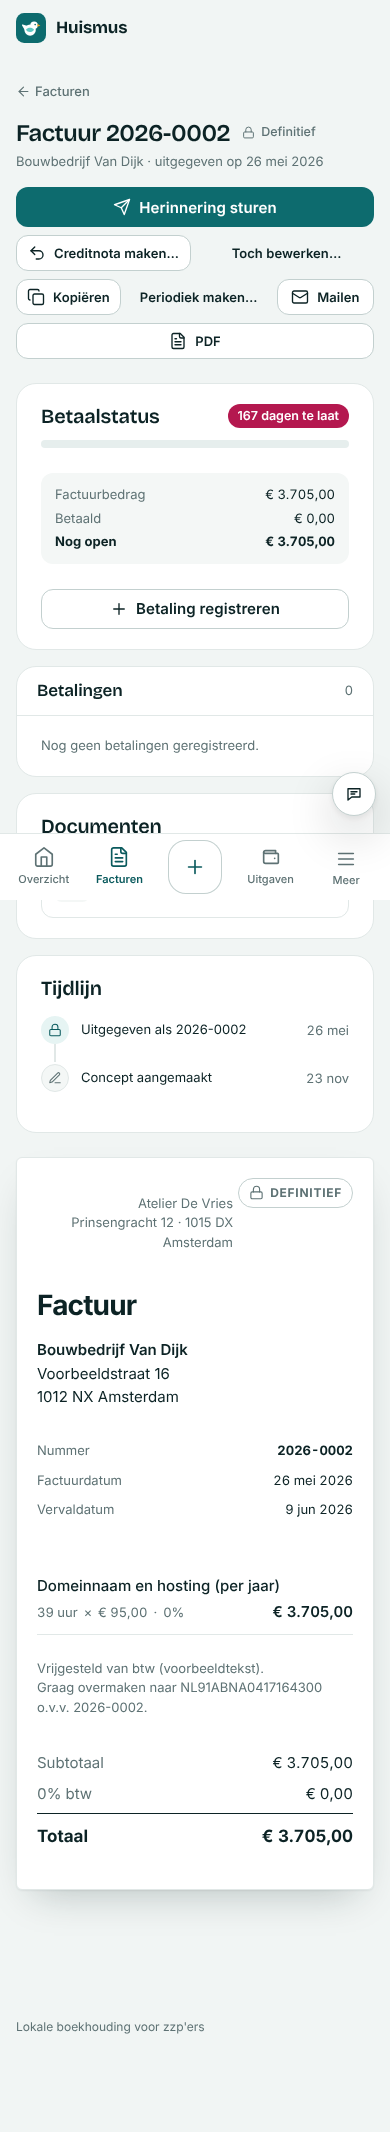 Huismus
Facturen
Factuur 2026-0002 Definitief
Bouwbedrijf Van Dijk · uitgegeven op 26 mei 2026
Herinnering sturen
Creditnota maken... Toch bewerken...
Kopiëren Periodiek maken... Mailen
PDF
Betaalstatus 167 dagen te laat
Factuurbedrag € 3.705,00
Betaald € 0,00
Nog open € 3.705,00
Betaling registreren
Betalingen 0
Nog geen betalingen geregistreerd.
Documenten
Overzicht Facturen Uitgaven Meer
Tijdlijn
Uitgegeven als 2026-0002 26 mei
Concept aangemaakt 23 nov
DEFINITIEF
Atelier De Vries
Prinsengracht 12 · 1015 DX
Amsterdam
Factuur
Bouwbedrijf Van Dijk
Voorbeeldstraat 16
1012 NX Amsterdam
Nummer 2026-0002
Factuurdatum 26 mei 2026
Vervaldatum 9 jun 2026
Domeinnaam en hosting (per jaar)
39 uur × € 95,00 · 0% € 3.705,00
Vrijgesteld van btw (voorbeeldtekst).
Graag overmaken naar NL91ABNA0417164300
o.v.v. 2026-0002.
Subtotaal € 3.705,00
0% btw € 0,00
Totaal € 3.705,00
Lokale boekhouding voor zzp'ers